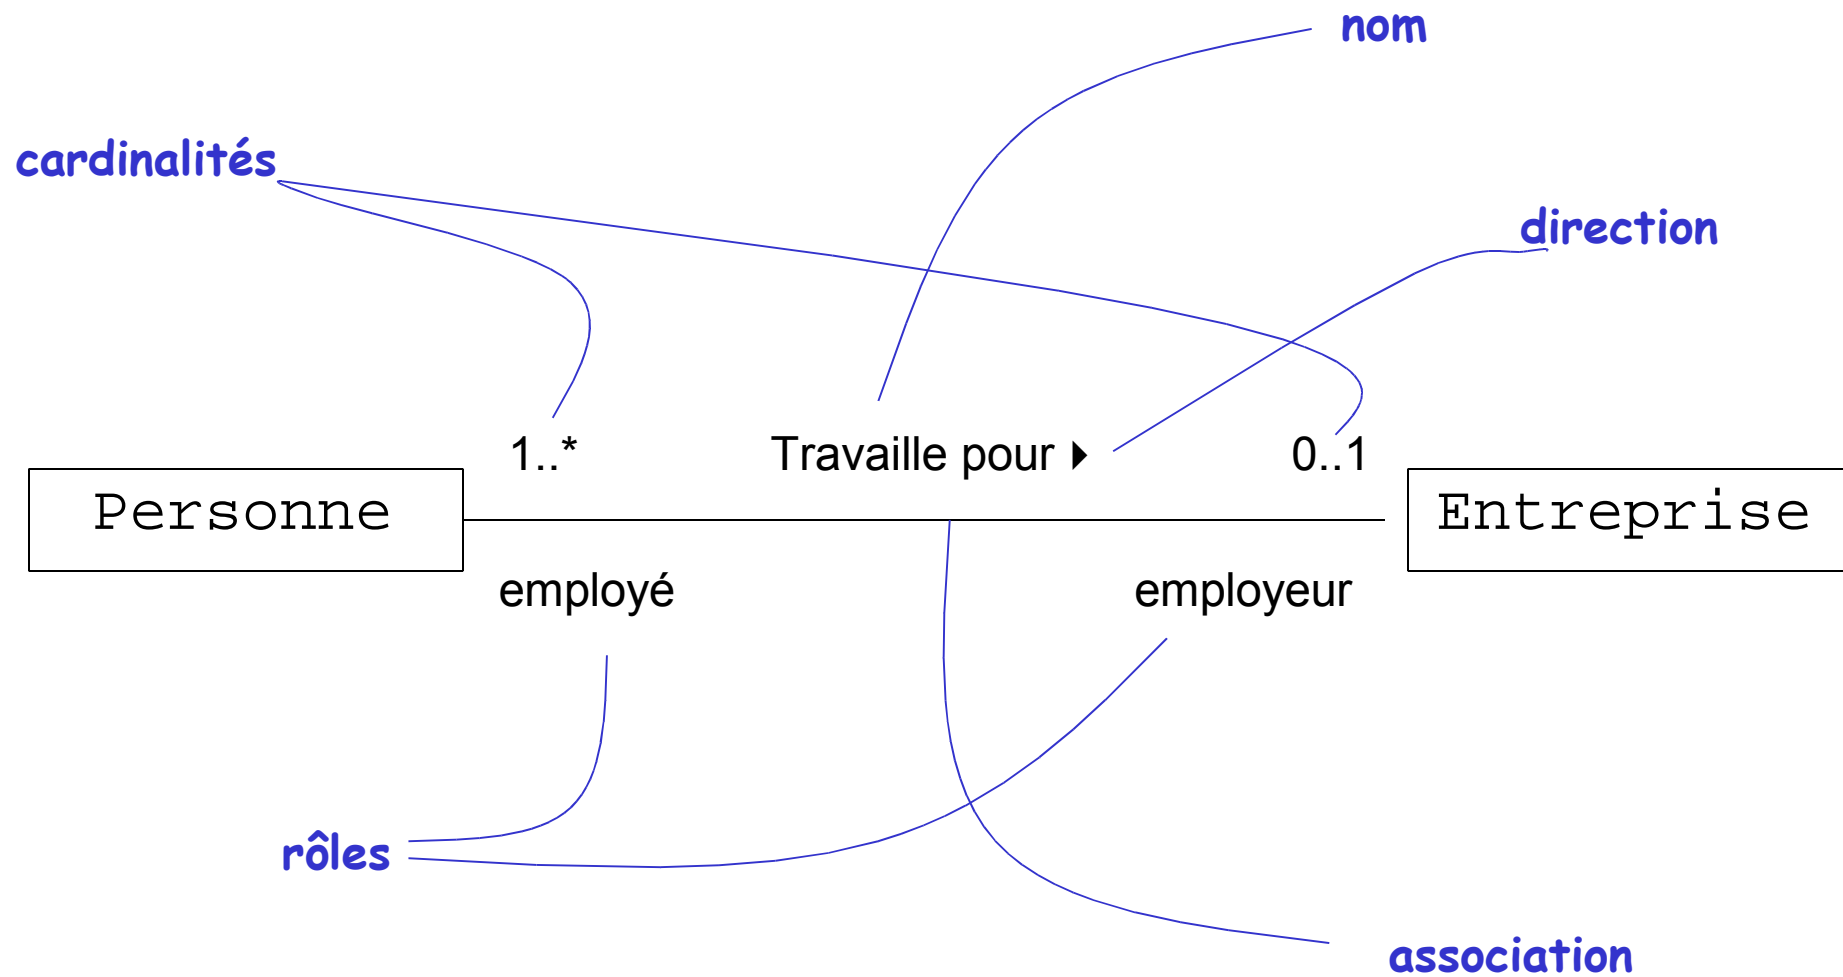 nom
cardinalités
direction
1..* Travaille pour 0..1
Personne Entreprise
employé employeur
rôles
association